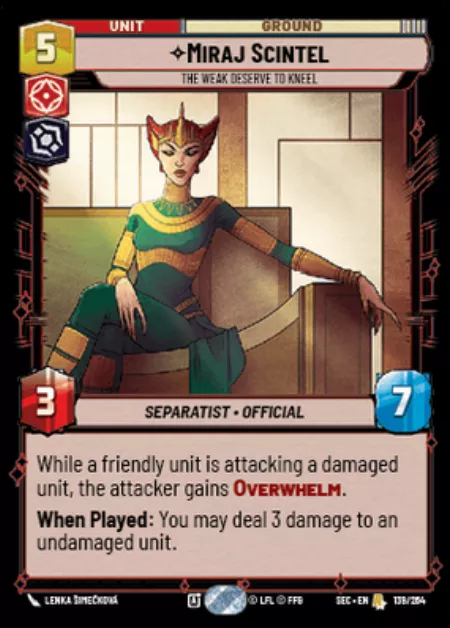 UNIT GROUND
5
MIRAJ SCINTEL
THE WEAK DESERVE TO KNEEL
3
7
SEPARATIST • OFFICIAL
While a friendly unit is attacking a damaged
unit, the attacker gains OVERWHELM.
When Played: You may deal 3 damage to an
undamaged unit.
LENKA ŠIMEČKOVÁ
© LFL © FFG
SEC • EN
139/264